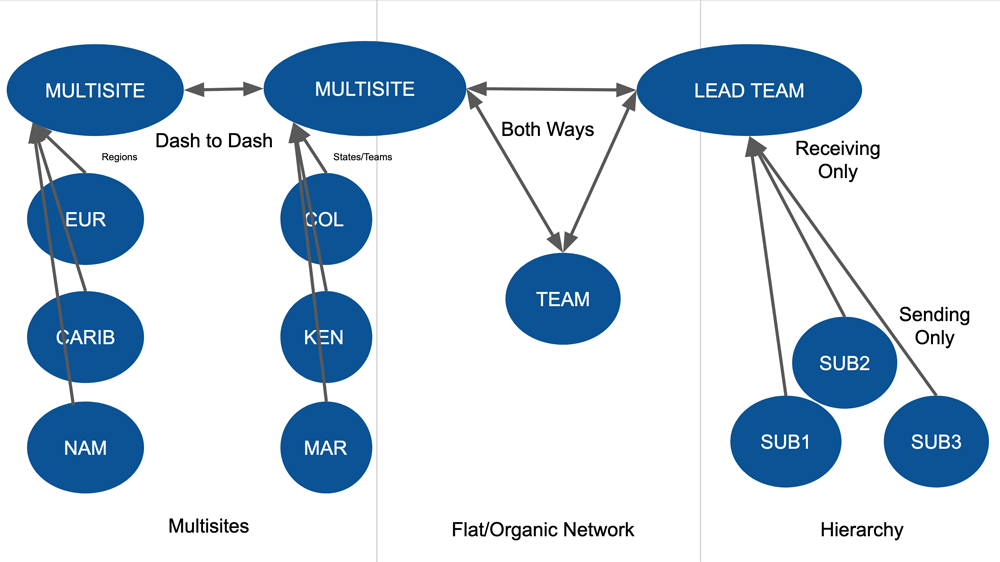 MULTISITE
MULTISITE
LEAD TEAM
Dash to Dash
Both Ways
Regions
States/Teams
Receiving
Only
EUR
COL
TEAM
CARIB
KEN
Sending
Only
SUB2
NAM
MAR
SUB1
SUB3
Multisites
Flat/Organic Network
Hierarchy